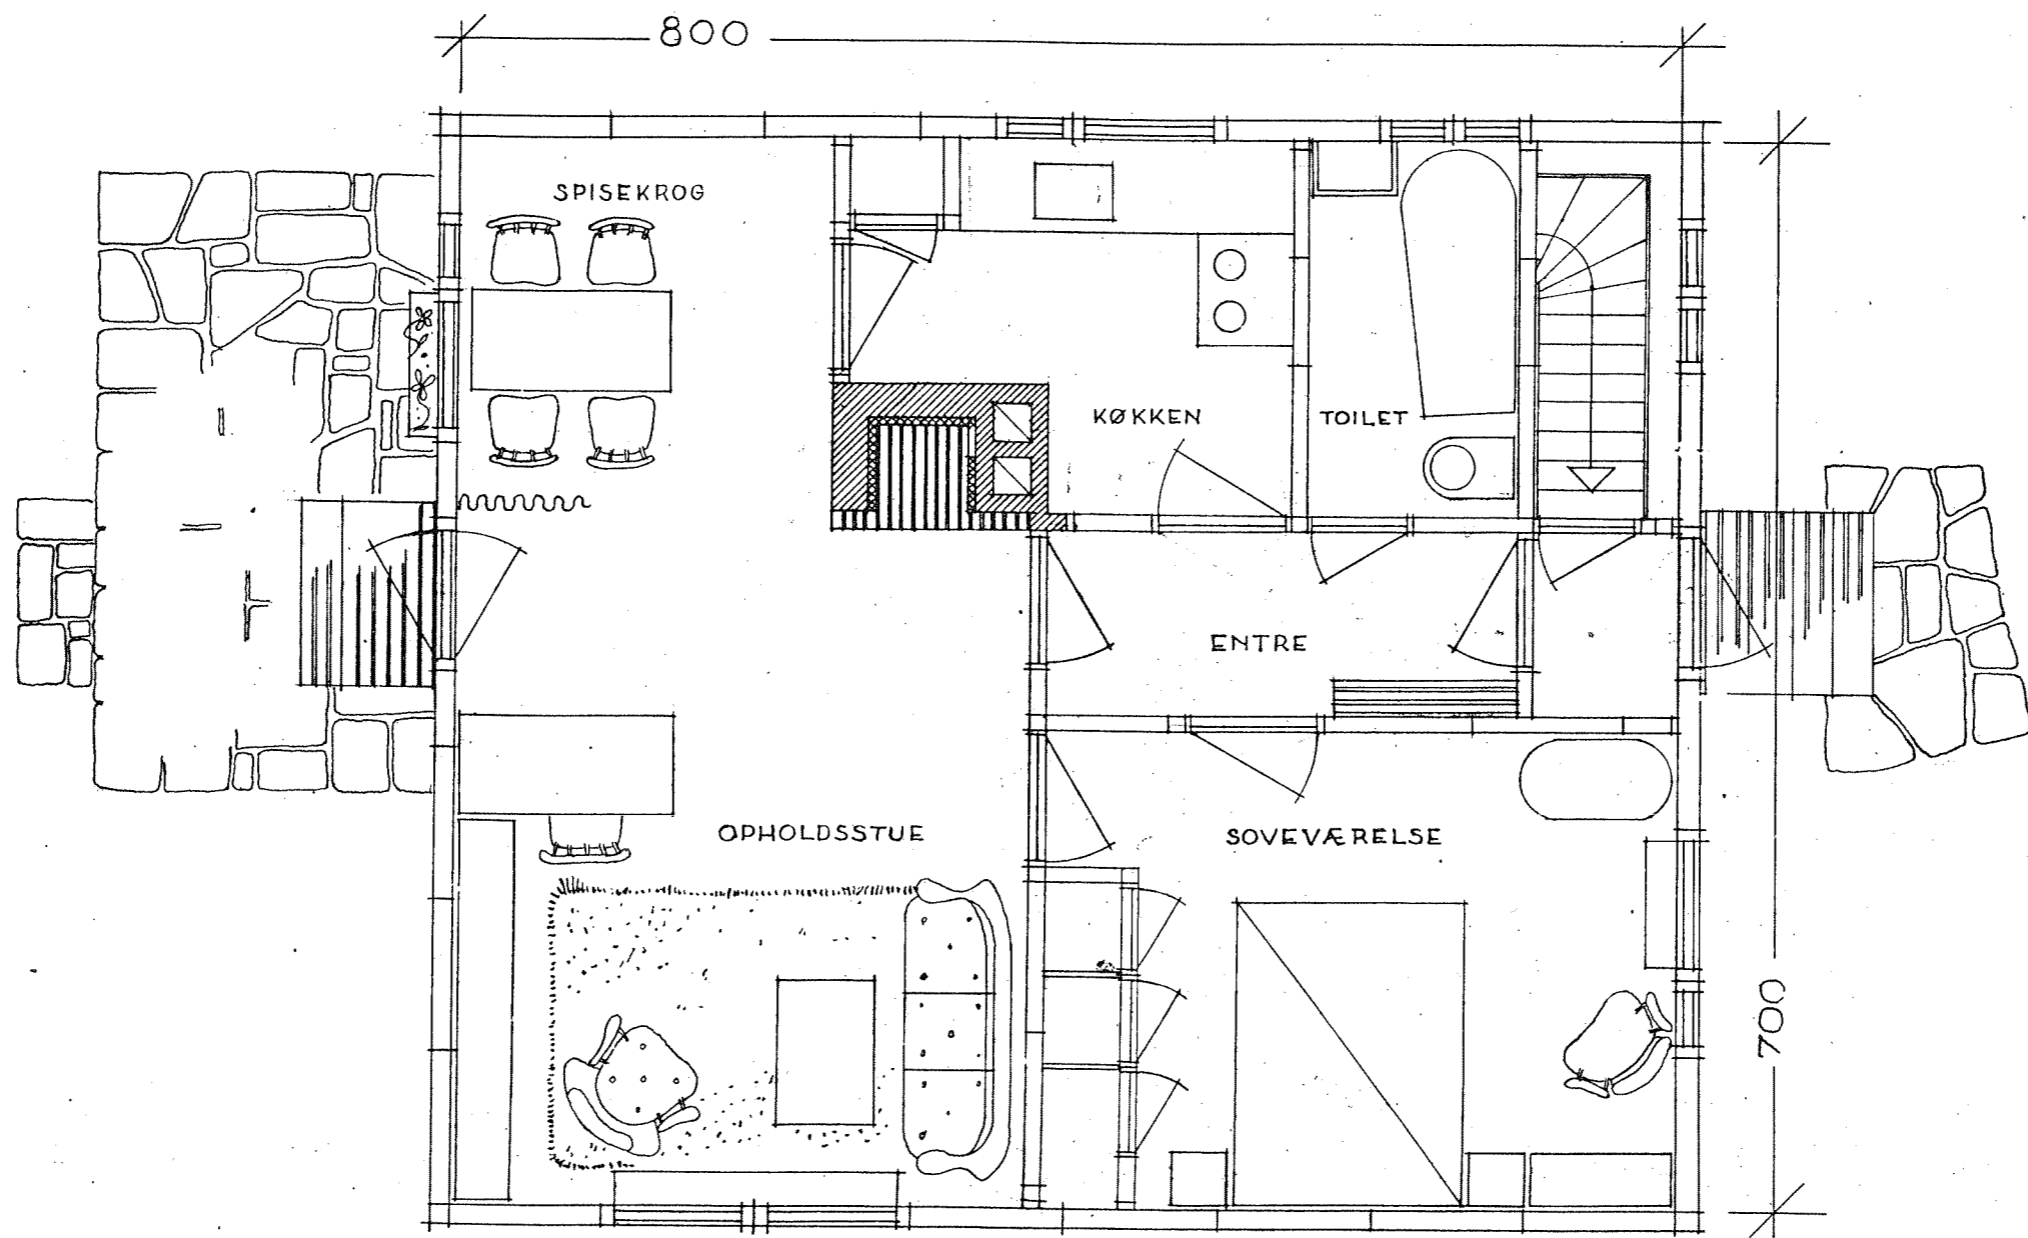 800
SPISEKROG
KØKKEN
TOILET
ENTRE
OPHOLDSSTUE
SOVEVÆRELSE
700